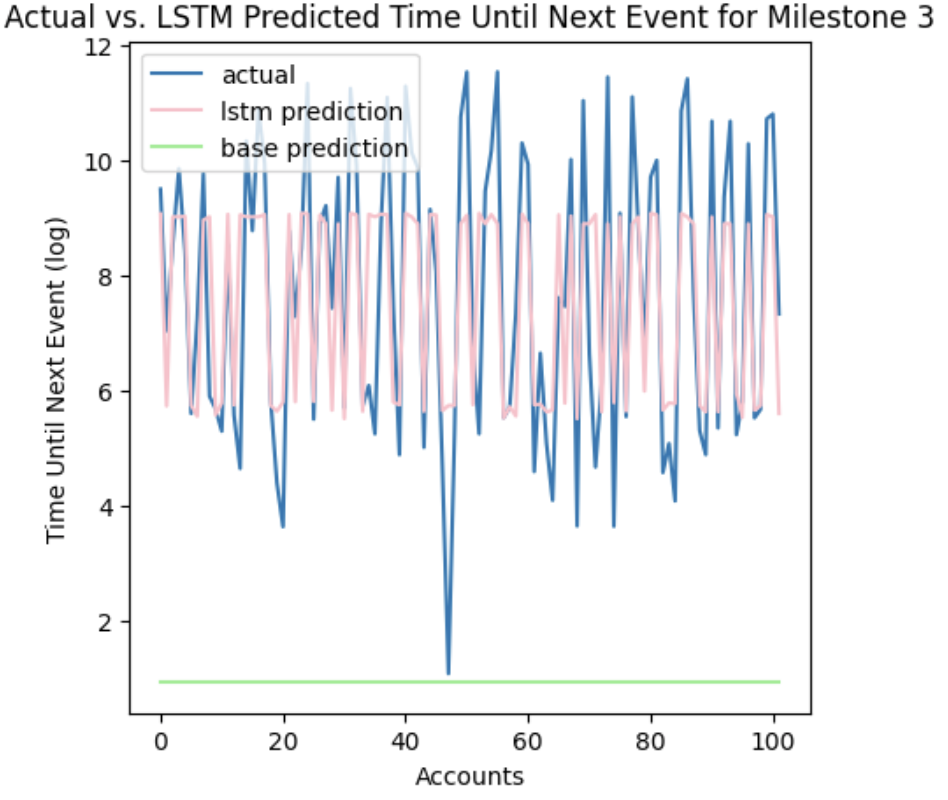 Actual vs. LSTM Predicted Time Until Next Event for Milestone 3
12
10
8
6
4
2
Time Until Next Event (log)
actual
lstm prediction
base prediction
0 20 40 60 80 100
Accounts